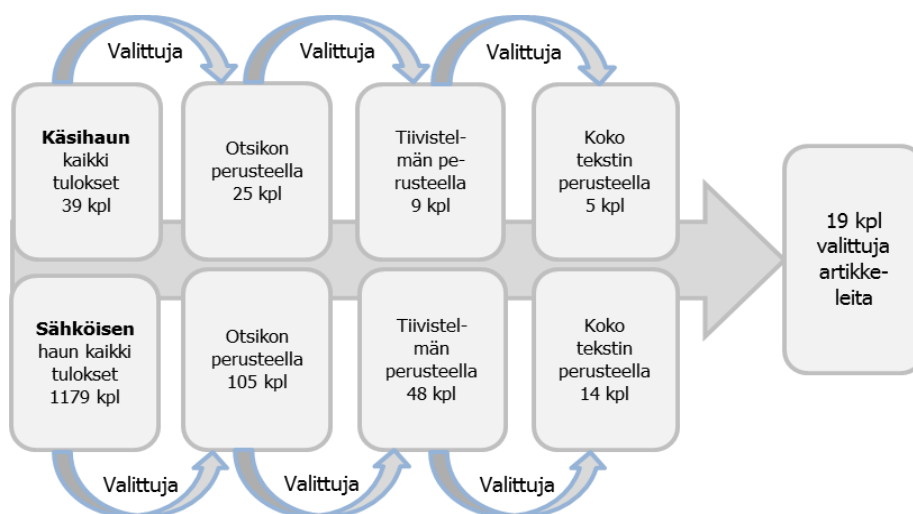 Valittuja
Valittuja
Valittuja
Käsihaun
kaikki
tulokset
39 kpl
Otsikon
perusteella
25 kpl
Tiivistel-
män pe-
rusteella
9 kpl
Koko
tekstin
perusteella
5 kpl
19 kpl
valittuja
artikke-
leita
Sähköisen
haun kaikki
tulokset
1179 kpl
Otsikon
perusteella
105 kpl
Tiivistel-
män
perusteella
48 kpl
Koko
tekstin
perusteella
14 kpl
Valittuja
Valittuja
Valittuja